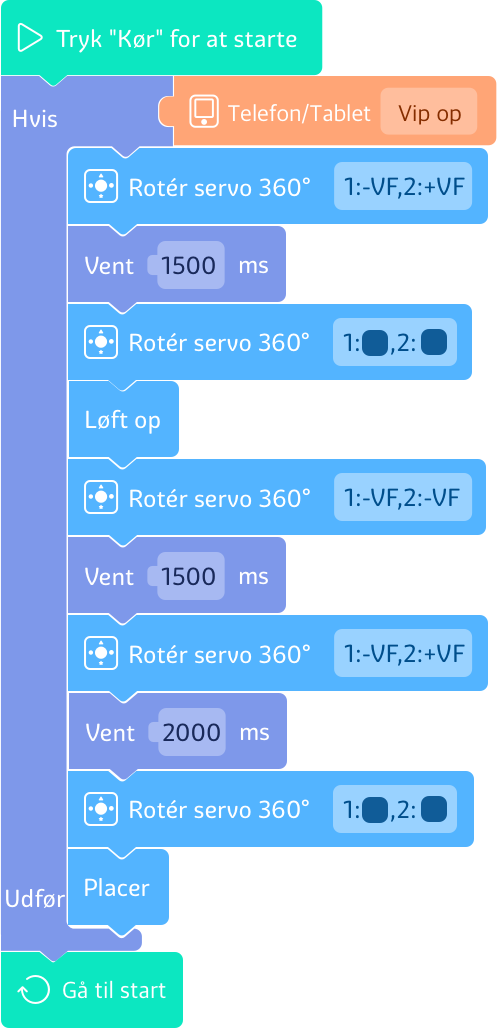 Tryk "Kør" for at starte
Hvis Telefon/Tablet Vip op
Rotér servo 360° 1:-VF,2:+VF
Vent 1500 ms
Rotér servo 360° 1: ,2:
Løft op
Rotér servo 360° 1:-VF,2:-VF
Vent 1500 ms
Rotér servo 360° 1:-VF,2:+VF
Vent 2000 ms
Rotér servo 360° 1: ,2:
Placer
Udfør
Gå til start